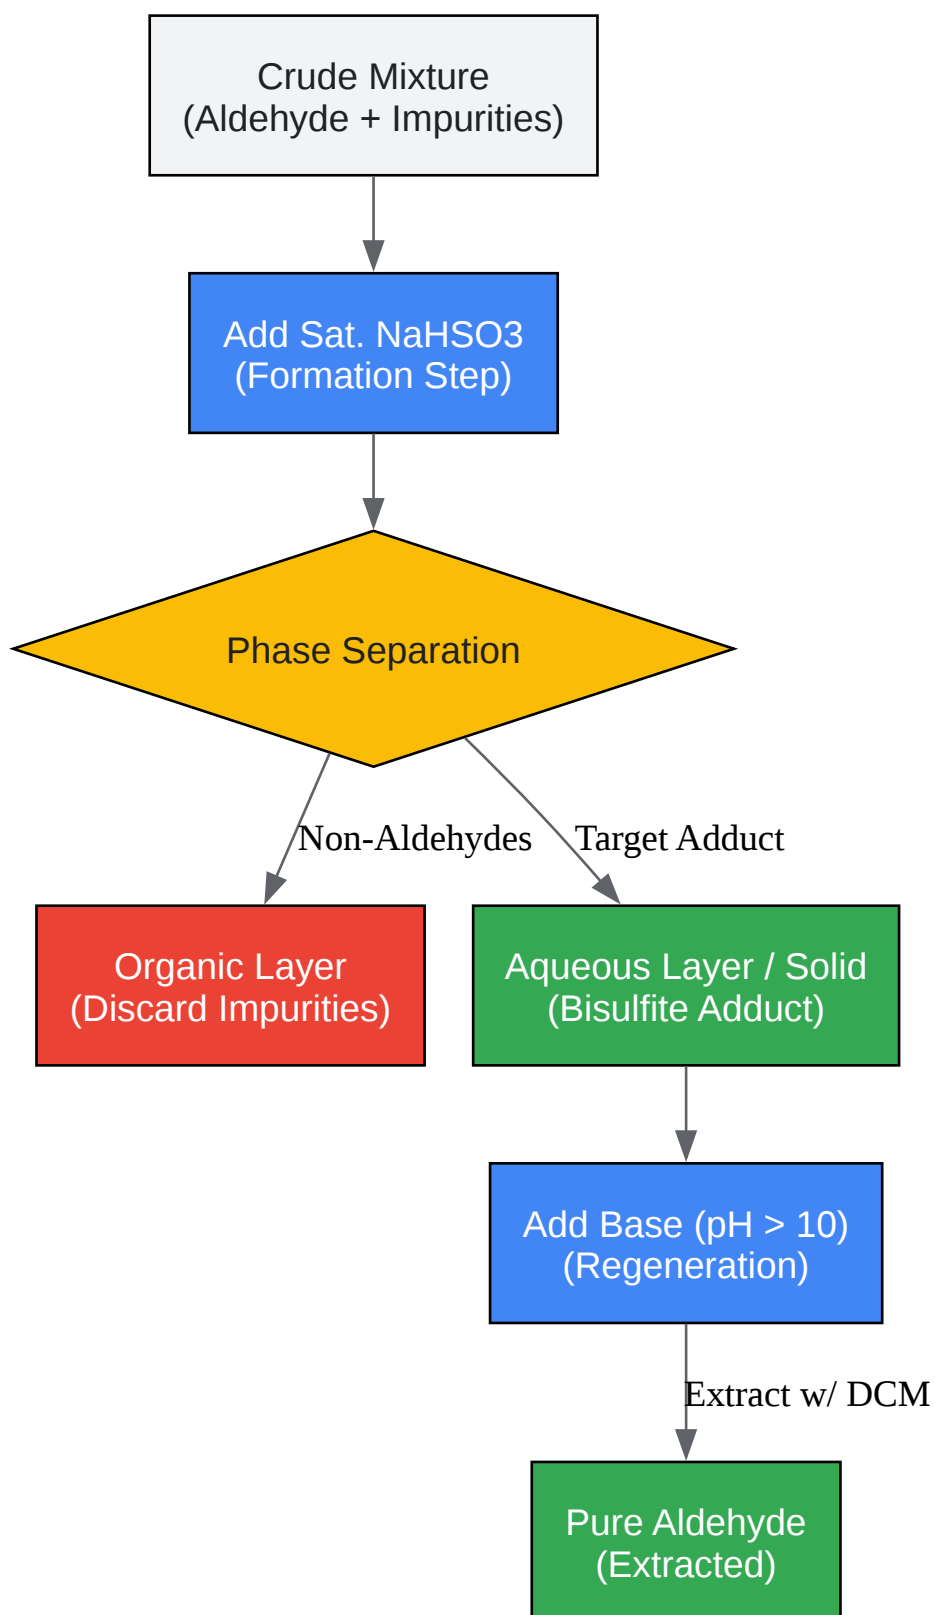 Crude Mixture
(Aldehyde + Impurities)
Add Sat. NaHSO3
(Formation Step)
Phase Separation
Non-Aldehydes
Target Adduct
Organic Layer
(Discard Impurities)
Aqueous Layer / Solid
(Bisulfite Adduct)
Add Base (pH > 10)
(Regeneration)
Extract w/ DCM
Pure Aldehyde
(Extracted)